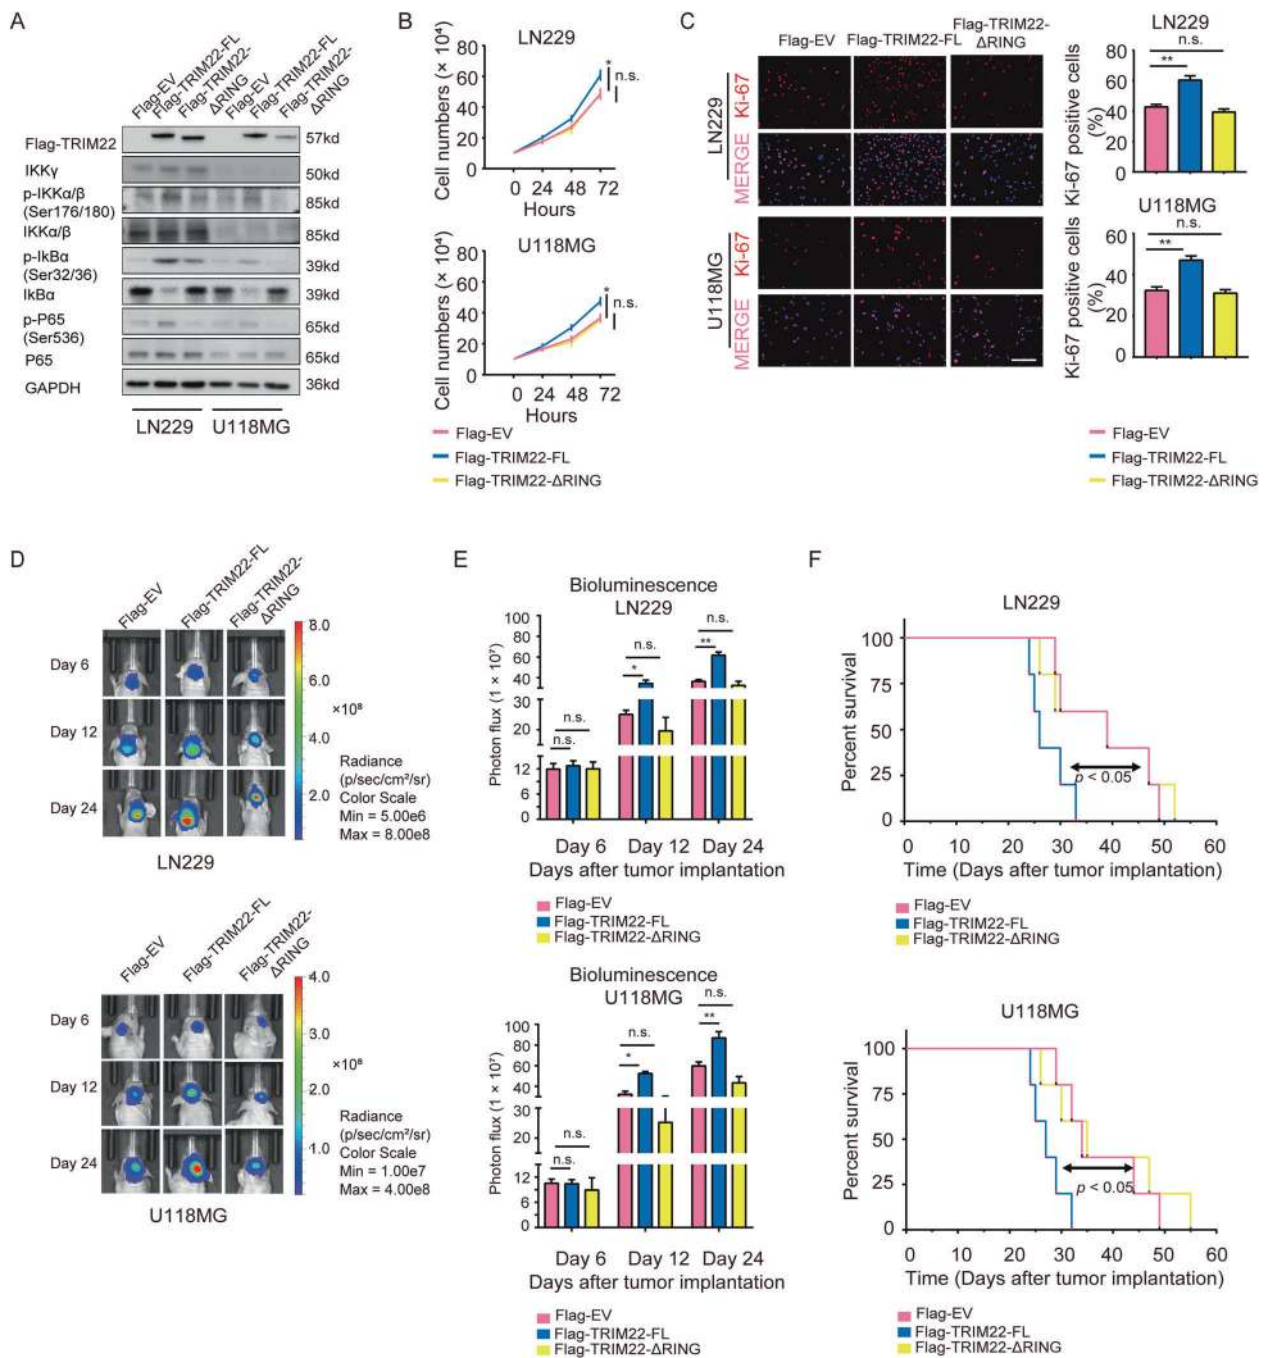 A
Flag-EV
Flag-TRIM22-FL
Flag-TRIM22-
ΔRING
Flag-EV
Flag-TRIM22-FL
Flag-TRIM22-
ΔRING
Flag-TRIM22
57kd
IKKγ
50kd
p-IKKα/β
(Ser176/180)
85kd
IKKα/β
85kd
p-IkBα
(Ser32/36)
39kd
IkBα
39kd
p-P65
(Ser536)
65kd
P65
65kd
GAPDH
36kd
LN229 U118MG
B
LN229
Cell numbers (× 10⁴)
80
60
40
20
0
*
n.s.
0 24 48 72
Hours
U118MG
Cell numbers (× 10⁴)
80
60
40
20
0
*
n.s.
0 24 48 72
Hours
Flag-EV
Flag-TRIM22-FL
Flag-TRIM22-ΔRING
C
Flag-EV Flag-TRIM22-FL Flag-TRIM22-
ΔRING
LN229
Ki-67
MERGE
U118MG
Ki-67
MERGE
LN229
Ki-67 positive cells
(%)
80
60
40
20
0
n.s.
**
U118MG
Ki-67 positive cells
(%)
60
40
20
0
n.s.
**
Flag-EV
Flag-TRIM22-FL
Flag-TRIM22-ΔRING
D
Flag-EV
Flag-TRIM22-FL
Flag-TRIM22-
ΔRING
Day 6
Day 12
Day 24
8.0
6.0
×10⁸
4.0
2.0
Radiance
(p/sec/cm²/sr)
Color Scale
Min = 5.00e6
Max = 8.00e8
LN229
Flag-EV
Flag-TRIM22-FL
Flag-TRIM22-
ΔRING
Day 6
Day 12
Day 24
4.0
3.0
×10⁸
2.0
1.0
Radiance
(p/sec/cm²/sr)
Color Scale
Min = 1.00e7
Max = 4.00e8
U118MG
E
Bioluminescence
LN229
Photon flux (1 × 10⁷)
100
80
60
40
30
20
12
9
6
3
0
n.s.
n.s.
n.s.
*
n.s.
**
Day 6 Day 12 Day 24
Days after tumor implantation
Flag-EV
Flag-TRIM22-FL
Flag-TRIM22-ΔRING
Bioluminescence
U118MG
Photon flux (1 × 10⁷)
100
80
60
40
30
20
12
9
6
3
0
n.s.
n.s.
n.s.
*
n.s.
**
Day 6 Day 12 Day 24
Days after tumor implantation
Flag-EV
Flag-TRIM22-FL
Flag-TRIM22-ΔRING
F
LN229
Percent survival
100
75
50
25
0
p < 0.05
0 10 20 30 40 50 60
Time (Days after tumor implantation)
Flag-EV
Flag-TRIM22-FL
Flag-TRIM22-ΔRING
U118MG
Percent survival
100
75
50
25
0
p < 0.05
0 10 20 30 40 50 60
Time (Days after tumor implantation)
Flag-EV
Flag-TRIM22-FL
Flag-TRIM22-ΔRING